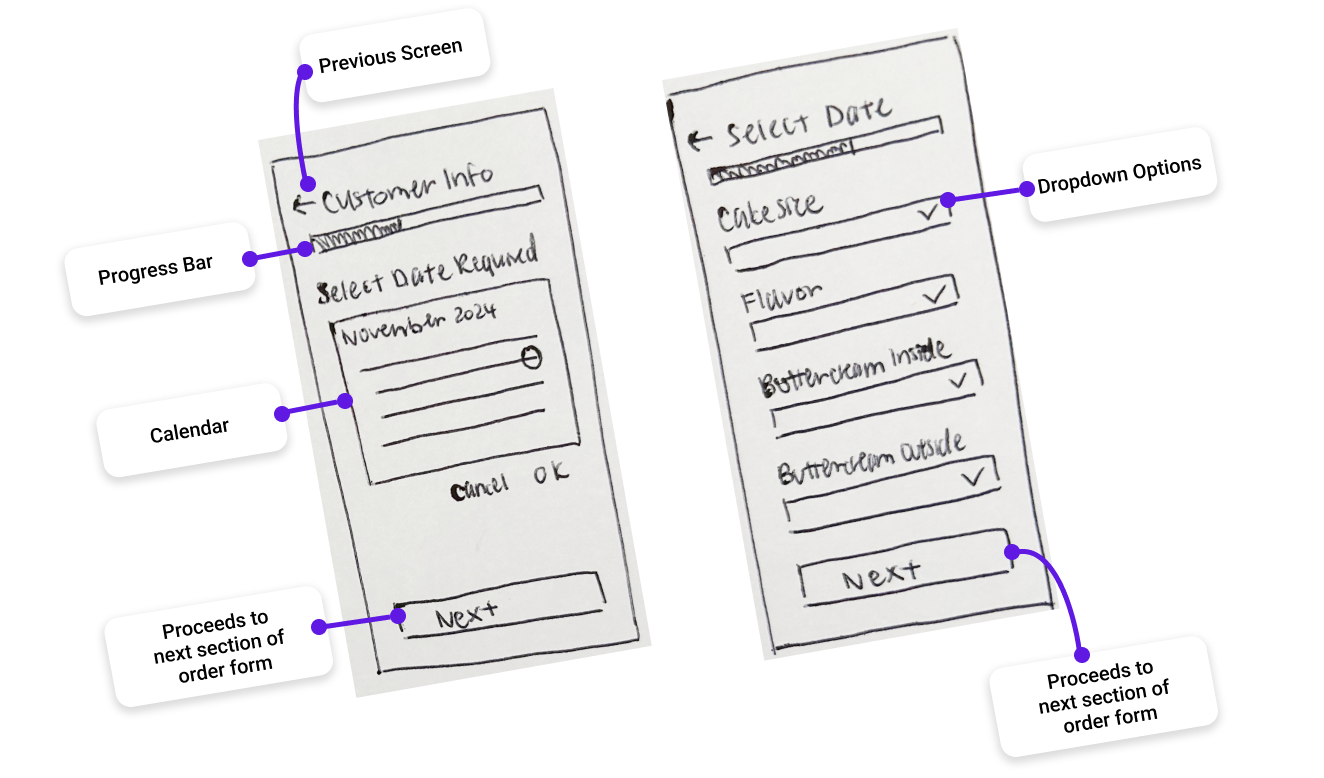 Previous Screen
← Customer Info
Progress Bar
Select Date Required
November 2024
Calendar
Cancel OK
Next
Proceeds to
next section of
order form
← Select Date
Dropdown Options
Cake size
Flavor
Buttercream Inside
Buttercream Outside
Next
Proceeds to
next section of
order form